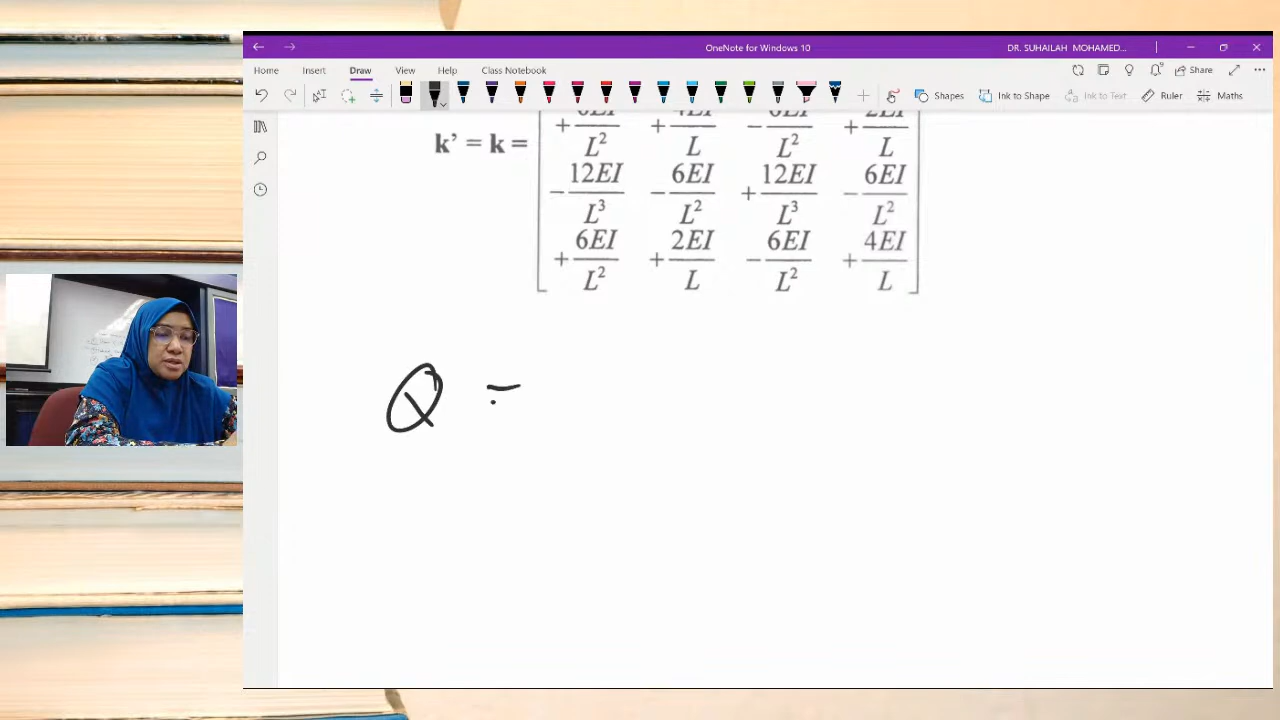 OneNote for Windows 10
DR. SUHAILAH MOHAMED...
Home Insert Draw View Help Class Notebook
Share
Shapes Ink to Shape Ink to Text Ruler Maths
k' = k =
+6EI/L² +4EI/L -6EI/L² +2EI/L
-12EI/L³ -6EI/L² +12EI/L³ -6EI/L²
+6EI/L² +2EI/L -6EI/L² +4EI/L
Q =